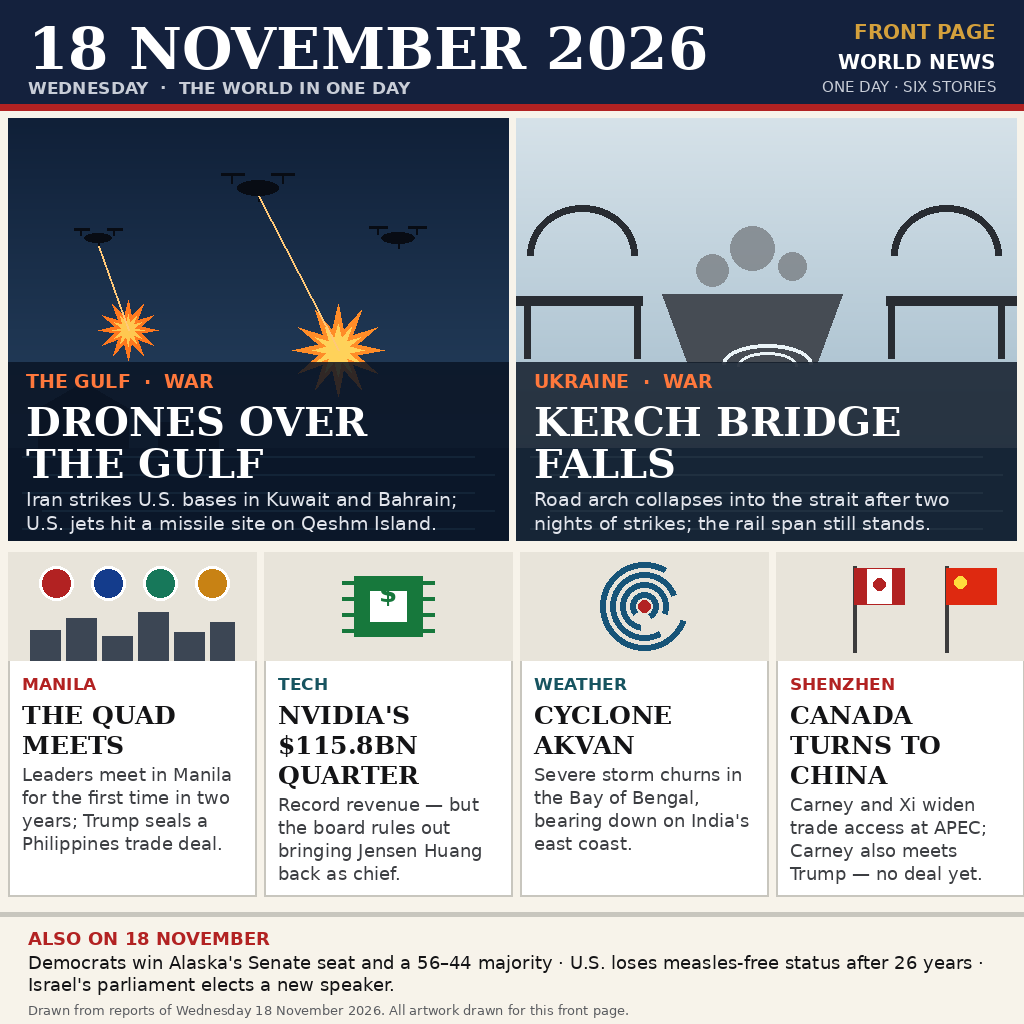 18 NOVEMBER 2026
WEDNESDAY · THE WORLD IN ONE DAY
FRONT PAGE
WORLD NEWS
ONE DAY · SIX STORIES
THE GULF · WAR
DRONES OVER
THE GULF
Iran strikes U.S. bases in Kuwait and Bahrain;
U.S. jets hit a missile site on Qeshm Island.
UKRAINE · WAR
KERCH BRIDGE
FALLS
Road arch collapses into the strait after two
nights of strikes; the rail span still stands.
MANILA
THE QUAD
MEETS
Leaders meet in Manila
for the first time in two
years; Trump seals a
Philippines trade deal.
$
TECH
NVIDIA'S
$115.8BN
QUARTER
Record revenue — but
the board rules out
bringing Jensen Huang
back as chief.
WEATHER
CYCLONE
AKVAN
Severe storm churns in
the Bay of Bengal,
bearing down on India's
east coast.
SHENZHEN
CANADA
TURNS TO
CHINA
Carney and Xi widen
trade access at APEC;
Carney also meets
Trump — no deal yet.
ALSO ON 18 NOVEMBER
Democrats win Alaska's Senate seat and a 56–44 majority · U.S. loses measles-free status after 26 years ·
Israel's parliament elects a new speaker.
Drawn from reports of Wednesday 18 November 2026. All artwork drawn for this front page.